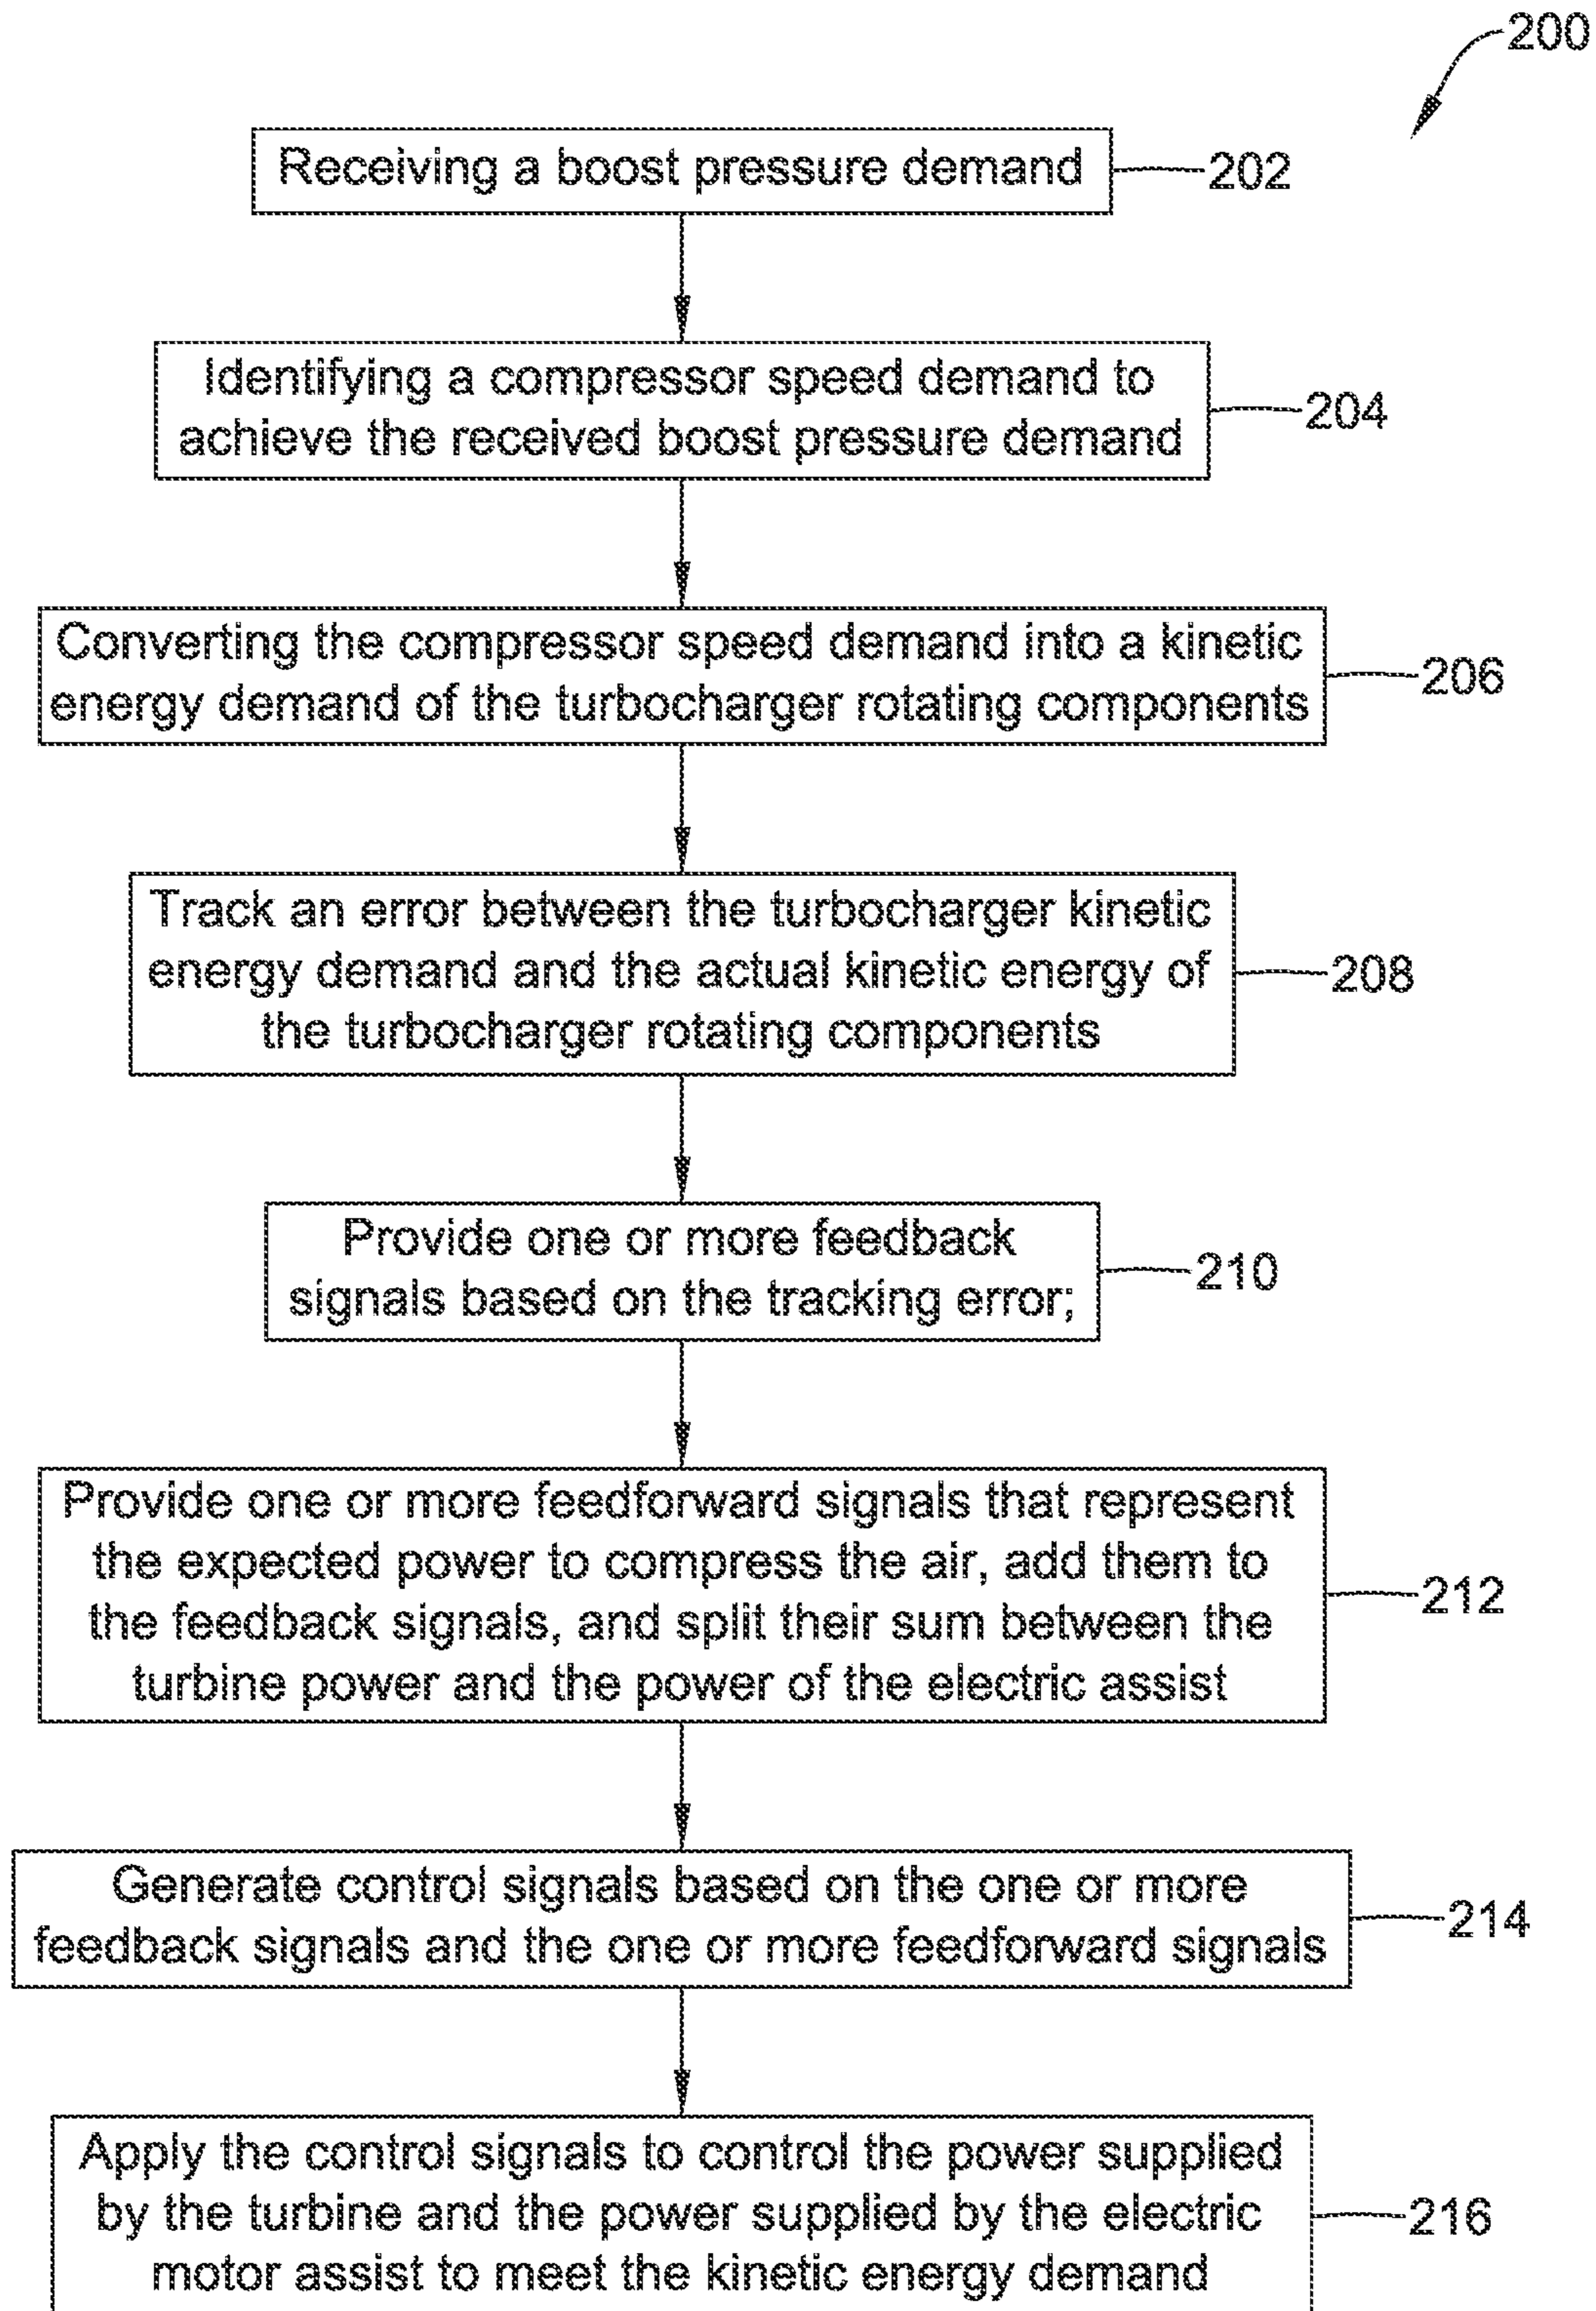 200
Receiving a boost pressure demand
202
Identifying a compressor speed demand to
achieve the received boost pressure demand
204
Converting the compressor speed demand into a kinetic
energy demand of the turbocharger rotating components
206
Track an error between the turbocharger kinetic
energy demand and the actual kinetic energy of
the turbocharger rotating components
208
Provide one or more feedback
signals based on the tracking error;
210
Provide one or more feedforward signals that represent
the expected power to compress the air, add them to
the feedback signals, and split their sum between the
turbine power and the power of the electric assist
212
Generate control signals based on the one or more
feedback signals and the one or more feedforward signals
214
Apply the control signals to control the power supplied
by the turbine and the power supplied by the electric
motor assist to meet the kinetic energy demand
216